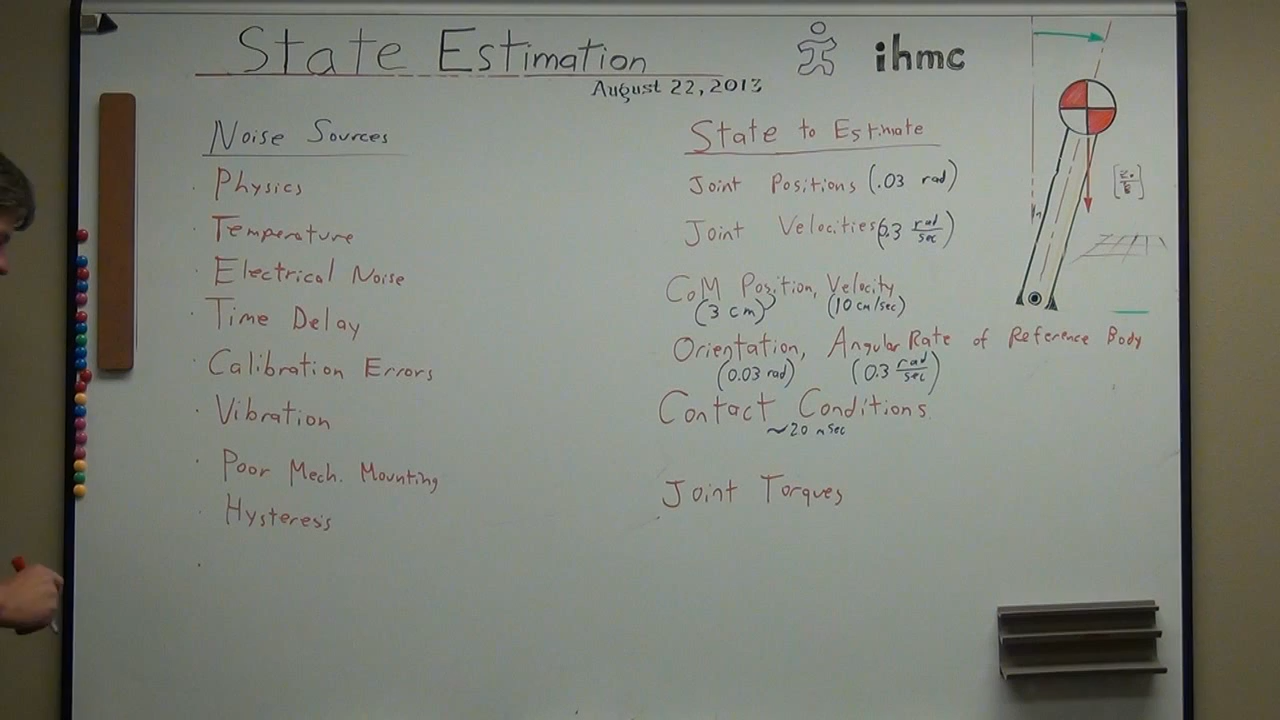 State Estimation
ihmc
August 22, 2013
Noise Sources
Physics
Temperature
Electrical Noise
Time Delay
Calibration Errors
Vibration
Poor Mech. Mounting
Hysteresis
State to Estimate
Joint Positions (.03 rad)
Joint Velocities (.3 rad/sec)
CoM Position, Velocity
(3 cm) (10 cm/sec)
Orientation, Angular Rate of Reference Body
(0.03 rad) (0.3 rad/sec)
Contact Conditions
~20 msec
Joint Torques